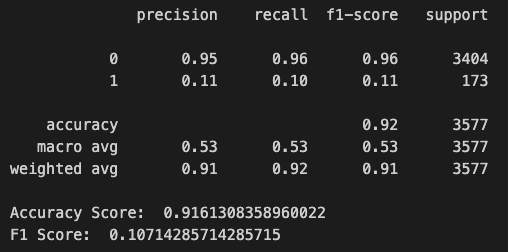 precision recall f1-score support
0 0.95 0.96 0.96 3404
1 0.11 0.10 0.11 173
accuracy 0.92 3577
macro avg 0.53 0.53 0.53 3577
weighted avg 0.91 0.92 0.91 3577
Accuracy Score: 0.9161308358960022
F1 Score: 0.10714285714285715